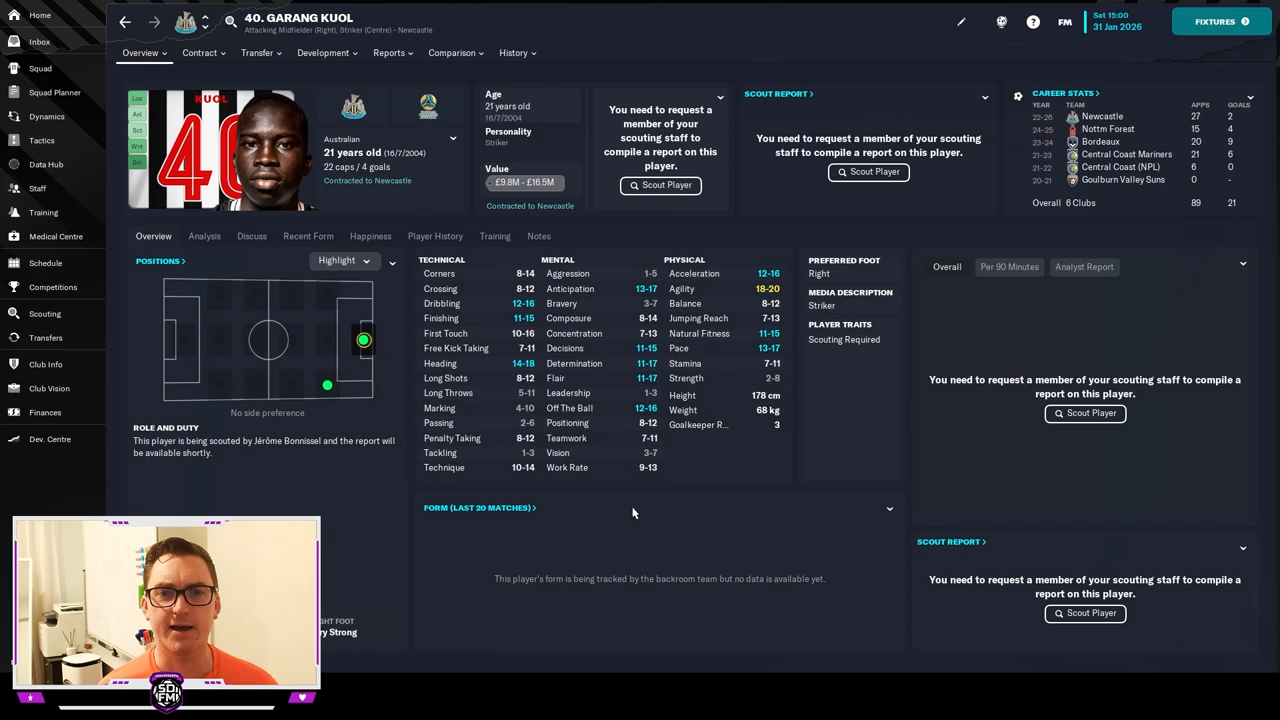 Home
Inbox
Squad
Squad Planner
Dynamics
Tactics
Data Hub
Staff
Training
Medical Centre
Schedule
Competitions
Scouting
Transfers
Club Info
Club Vision
Finances
Dev. Centre
40. GARANG KUOL
Attacking Midfielder (Right), Striker (Centre) - Newcastle
FM
Sat 15:00
31 Jan 2026
FIXTURES
Overview Contract Transfer Development Reports Comparison History
Loa
Anl
Sct
Wnt
KUOL
40
Australian
21 years old (16/7/2004)
22 caps / 4 goals
Contracted to Newcastle
Age
21 years old
16/7/2004
Personality
Striker
Value
£9.8M - £16.5M
Contracted to Newcastle
You need to request a
member of your
scouting staff to
compile a report on this
player.
Scout Player
SCOUT REPORT >
You need to request a member of your scouting
staff to compile a report on this player.
Scout Player
CAREER STATS >
YEAR TEAM APPS GOALS
22-26 Newcastle 27 2
24-25 Nottm Forest 15 4
23-24 Bordeaux 20 9
21-23 Central Coast Mariners 21 6
21-22 Central Coast (NPL) 6 0
20-21 Goulburn Valley Suns 0 -
Overall 6 Clubs 89 21
Overview Analysis Discuss Recent Form Happiness Player History Training Notes
POSITIONS >
Highlight
No side preference
ROLE AND DUTY
This player is being scouted by Jérôme Bonnissel and the report will
be available shortly.
TECHNICAL
Corners 8-14
Crossing 8-12
Dribbling 12-16
Finishing 11-15
First Touch 10-16
Free Kick Taking 7-11
Heading 14-18
Long Shots 8-12
Long Throws 5-11
Marking 4-10
Passing 2-6
Penalty Taking 8-12
Tackling 1-3
Technique 10-14
MENTAL
Aggression 1-5
Anticipation 13-17
Bravery 3-7
Composure 8-14
Concentration 7-13
Decisions 11-15
Determination 11-17
Flair 11-17
Leadership 1-3
Off The Ball 12-16
Positioning 8-12
Teamwork 7-11
Vision 3-7
Work Rate 9-13
PHYSICAL
Acceleration 12-16
Agility 18-20
Balance 8-12
Jumping Reach 7-13
Natural Fitness 11-15
Pace 13-17
Stamina 7-11
Strength 2-8
Height 178 cm
Weight 68 kg
Goalkeeper R... 3
PREFERRED FOOT
Right
MEDIA DESCRIPTION
Striker
PLAYER TRAITS
Scouting Required
Overall Per 90 Minutes Analyst Report
You need to request a member of your scouting staff to compile a
report on this player.
Scout Player
FORM (LAST 20 MATCHES) >
This player's form is being tracked by the backroom team but no data is available yet.
SCOUT REPORT >
You need to request a member of your scouting staff to compile a
report on this player.
Scout Player
GHT FOOT
ry Strong
SD
FM